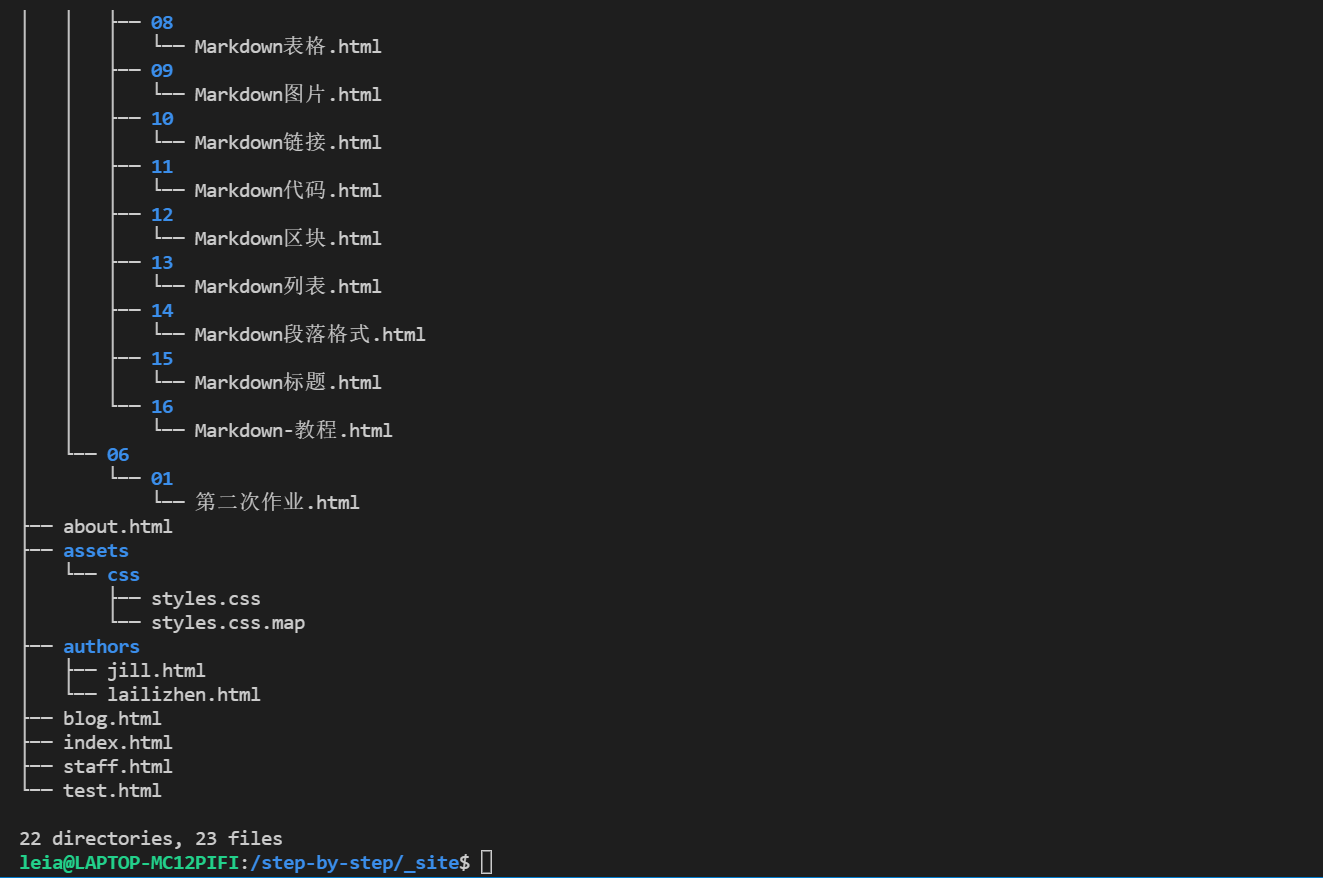 │   │   ├── 08
│   │   │   └── Markdown表格.html
│   │   ├── 09
│   │   │   └── Markdown图片.html
│   │   ├── 10
│   │   │   └── Markdown链接.html
│   │   ├── 11
│   │   │   └── Markdown代码.html
│   │   ├── 12
│   │   │   └── Markdown区块.html
│   │   ├── 13
│   │   │   └── Markdown列表.html
│   │   ├── 14
│   │   │   └── Markdown段落格式.html
│   │   ├── 15
│   │   │   └── Markdown标题.html
│   │   └── 16
│   │       └── Markdown-教程.html
│   └── 06
│       └── 01
│           └── 第二次作业.html
├── about.html
├── assets
│   └── css
│       ├── styles.css
│       └── styles.css.map
├── authors
│   ├── jill.html
│   └── lailizhen.html
├── blog.html
├── index.html
├── staff.html
└── test.html
22 directories, 23 files
leia@LAPTOP-MC12PIFI:/step-by-step/_site$